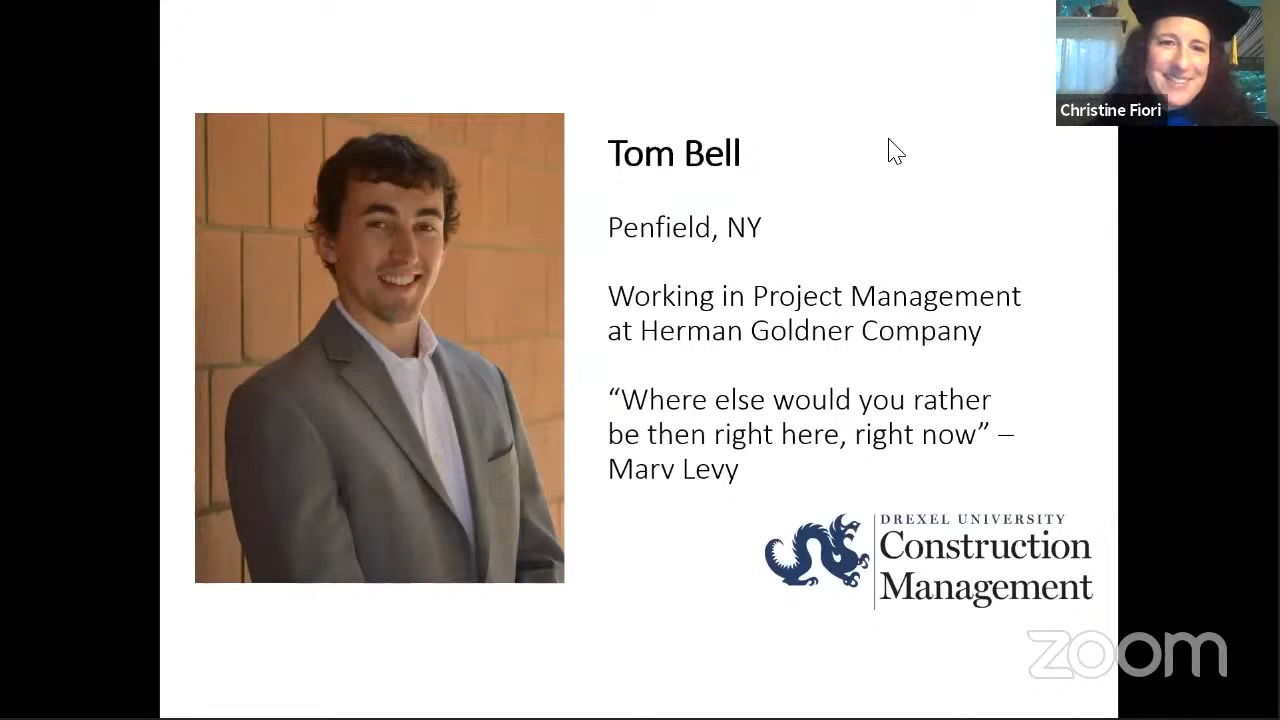 Christine Fiori
Tom Bell
Penfield, NY
Working in Project Management
at Herman Goldner Company
“Where else would you rather
be then right here, right now” –
Marv Levy
DREXEL UNIVERSITY
Construction
Management
zoom